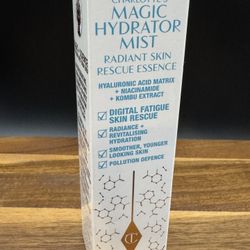 CHARLOTTE'S
MAGIC
HYDRATOR
MIST
RADIANT SKIN
RESCUE ESSENCE
HYALURONIC ACID MATRIX
+ NIACINAMIDE
+ KOMBU EXTRACT
DIGITAL FATIGUE
SKIN RESCUE
RADIANCE +
REVITALISING
HYDRATION
SMOOTHER, YOUNGER
LOOKING SKIN
POLLUTION DEFENCE
CT